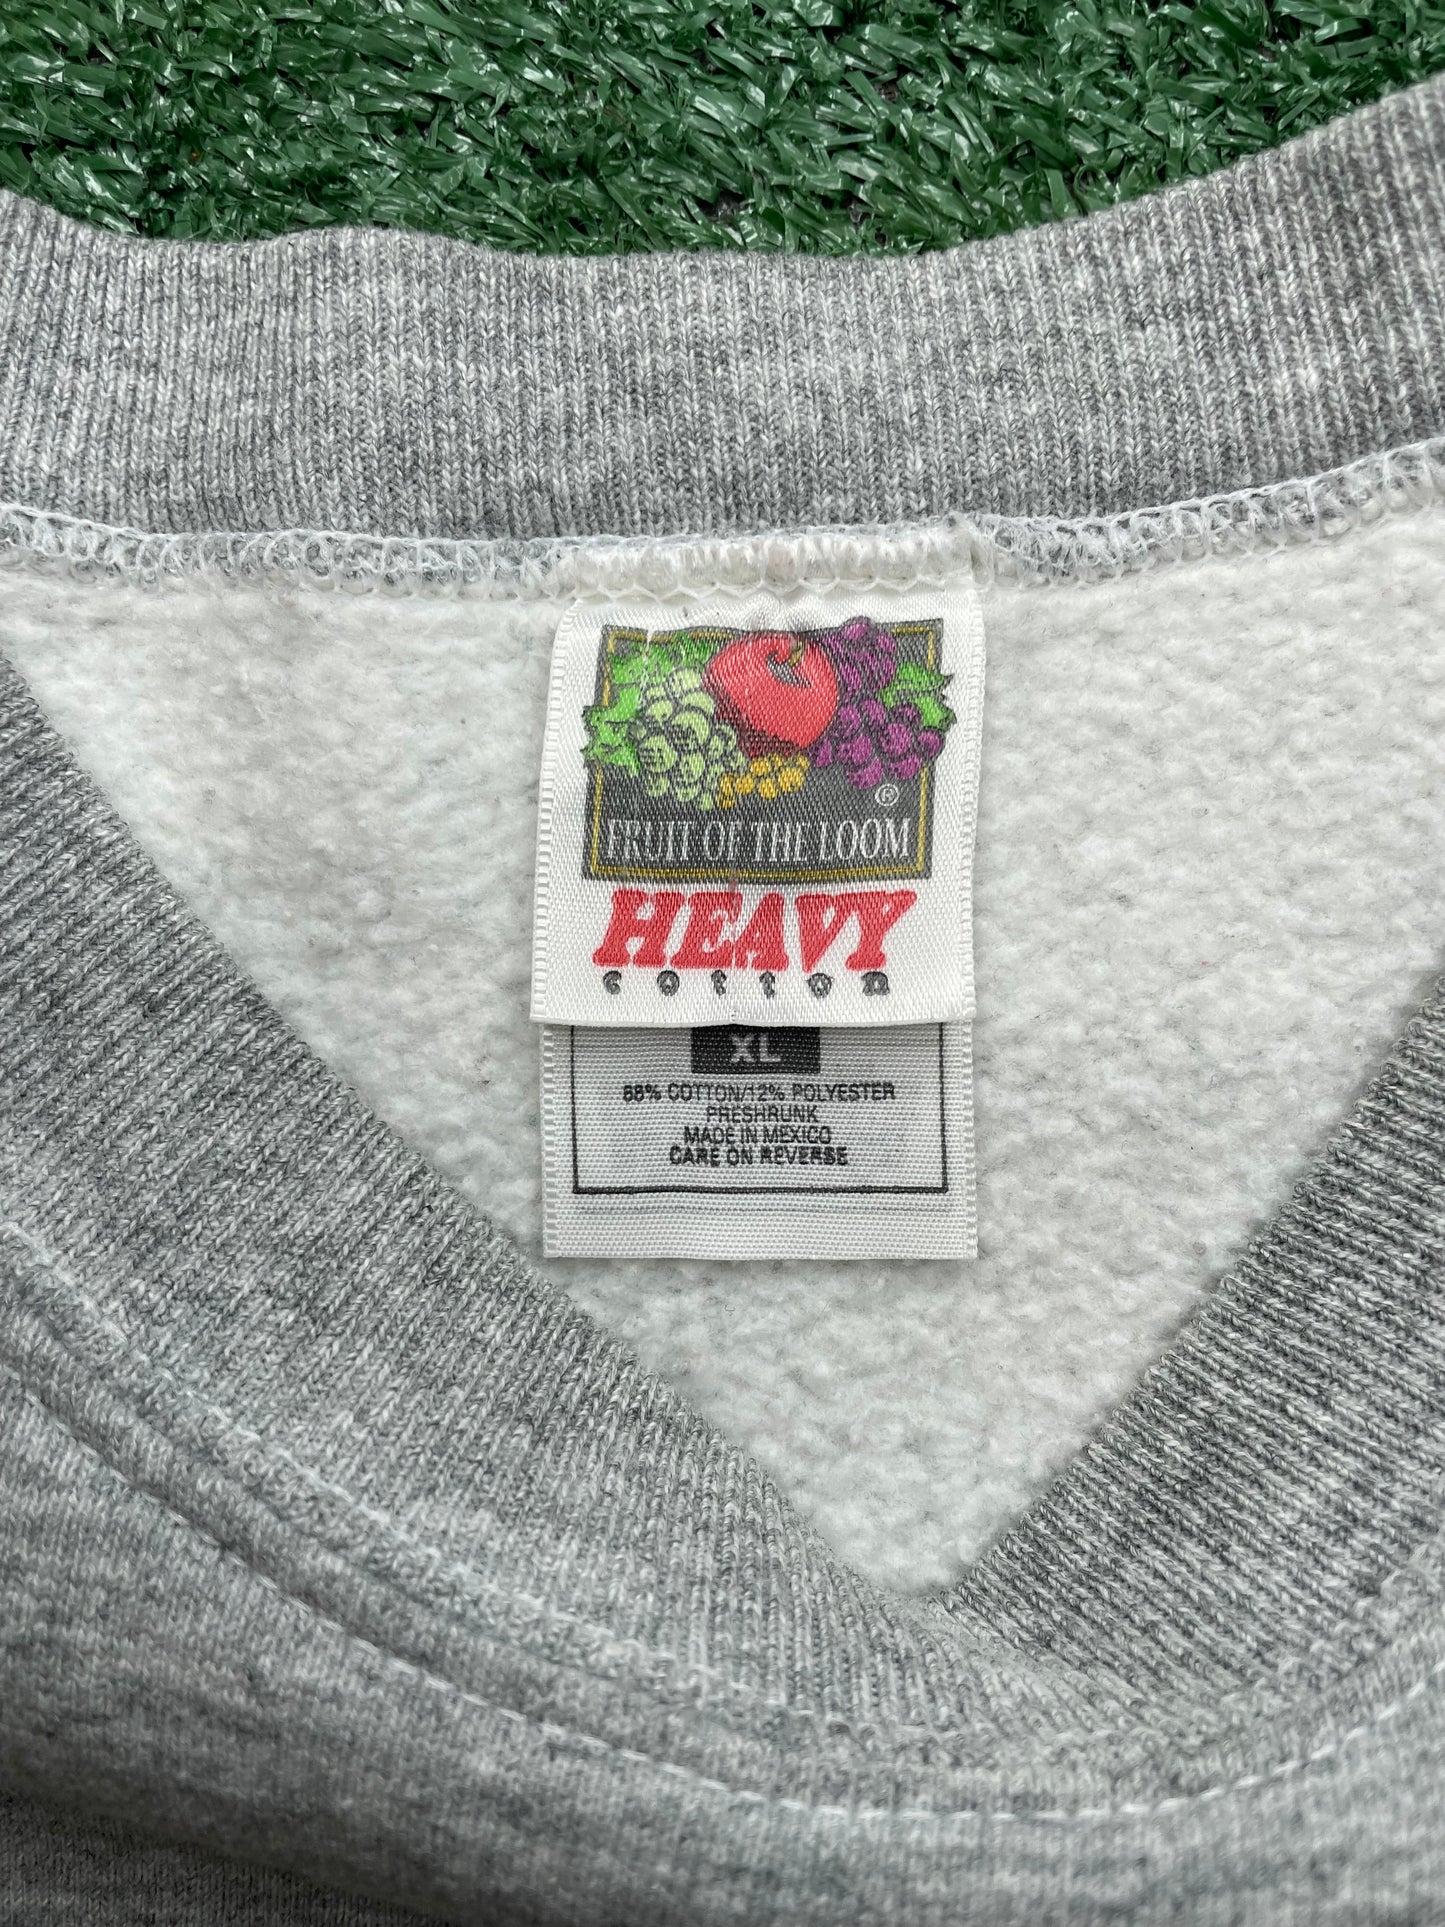 ®
FRUIT OF THE LOOM
HEAVY
cotton
XL
88% COTTON/12% POLYESTER
PRESHRUNK
MADE IN MEXICO
CARE ON REVERSE